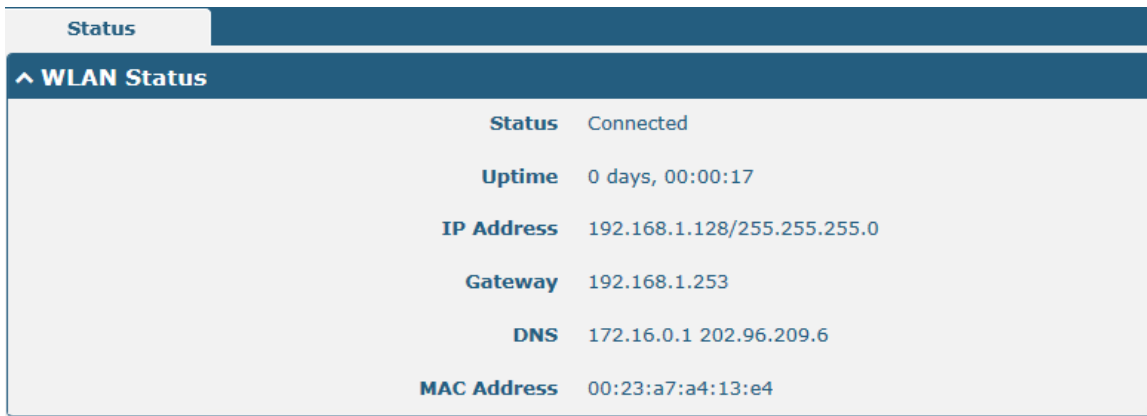 Status
WLAN Status
Status Connected
Uptime 0 days, 00:00:17
IP Address 192.168.1.128/255.255.255.0
Gateway 192.168.1.253
DNS 172.16.0.1 202.96.209.6
MAC Address 00:23:a7:a4:13:e4